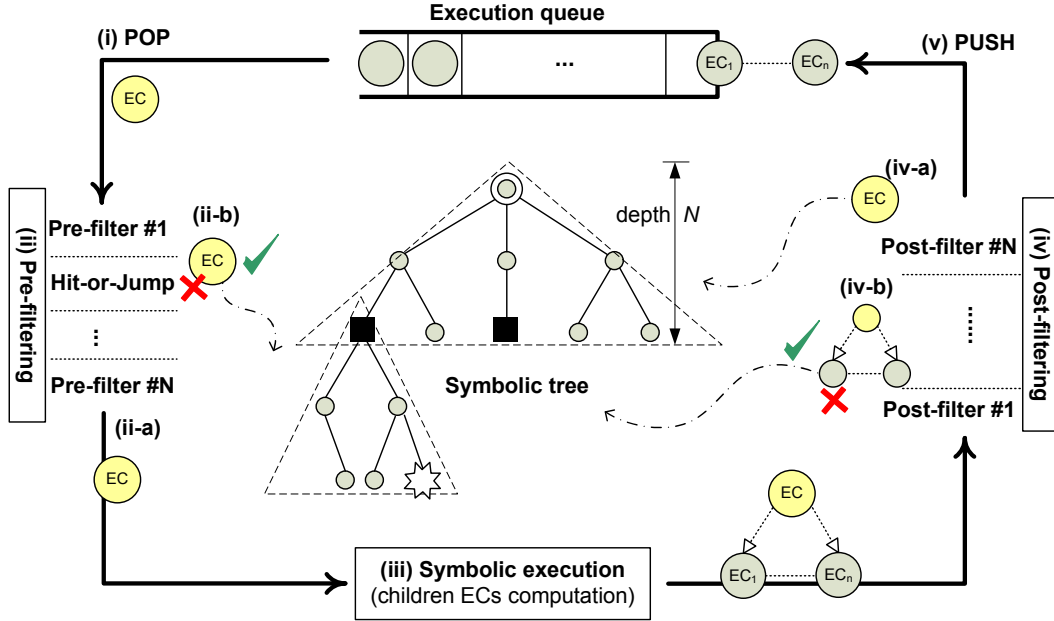 Execution queue
(i) POP
(v) PUSH
...
EC1
ECn
EC
(iv-a)
EC
depth N
(ii) Pre-filtering
Pre-filter #1
(ii-b)
EC
Hit-or-Jump
...
Pre-filter #N
(iv) Post-filtering
Post-filter #N
(iv-b)
......
Post-filter #1
Symbolic tree
(ii-a)
EC
EC
EC1
ECn
(iii) Symbolic execution
(children ECs computation)